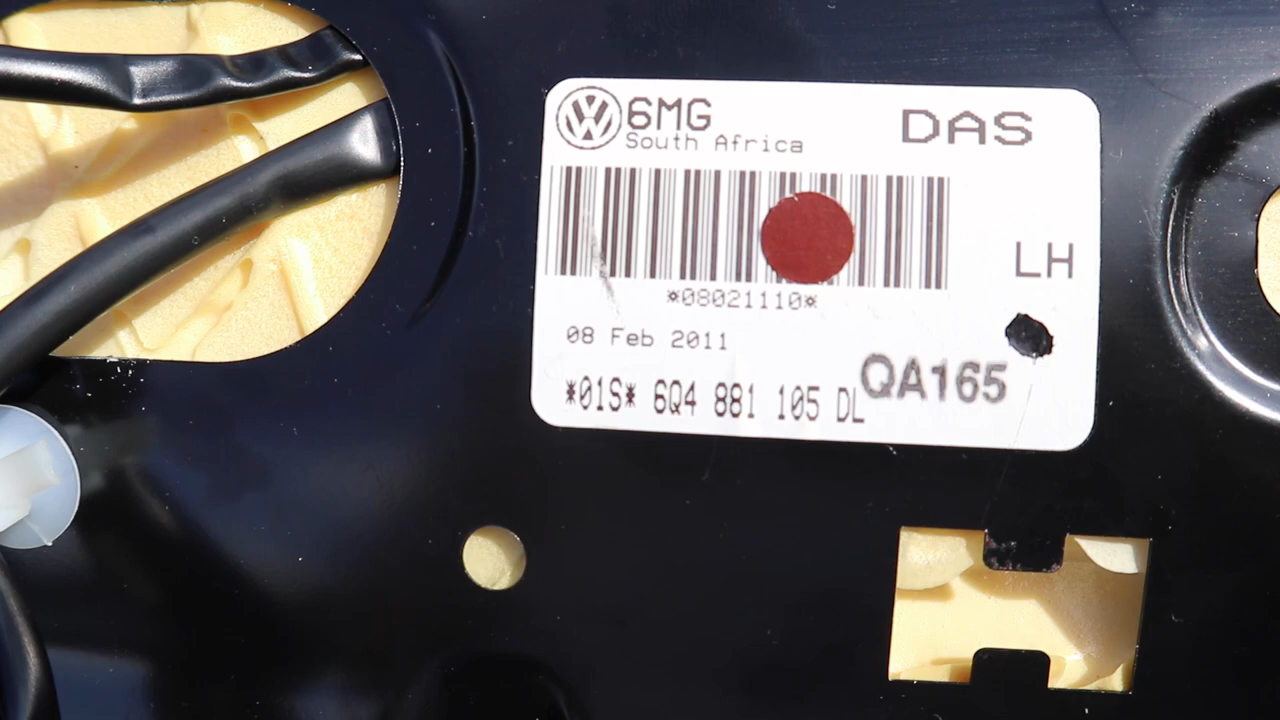 6MG
South Africa
DAS
LH
*08021110*
08 Feb 2011
*01S* 6Q4 881 105 DL
QA165